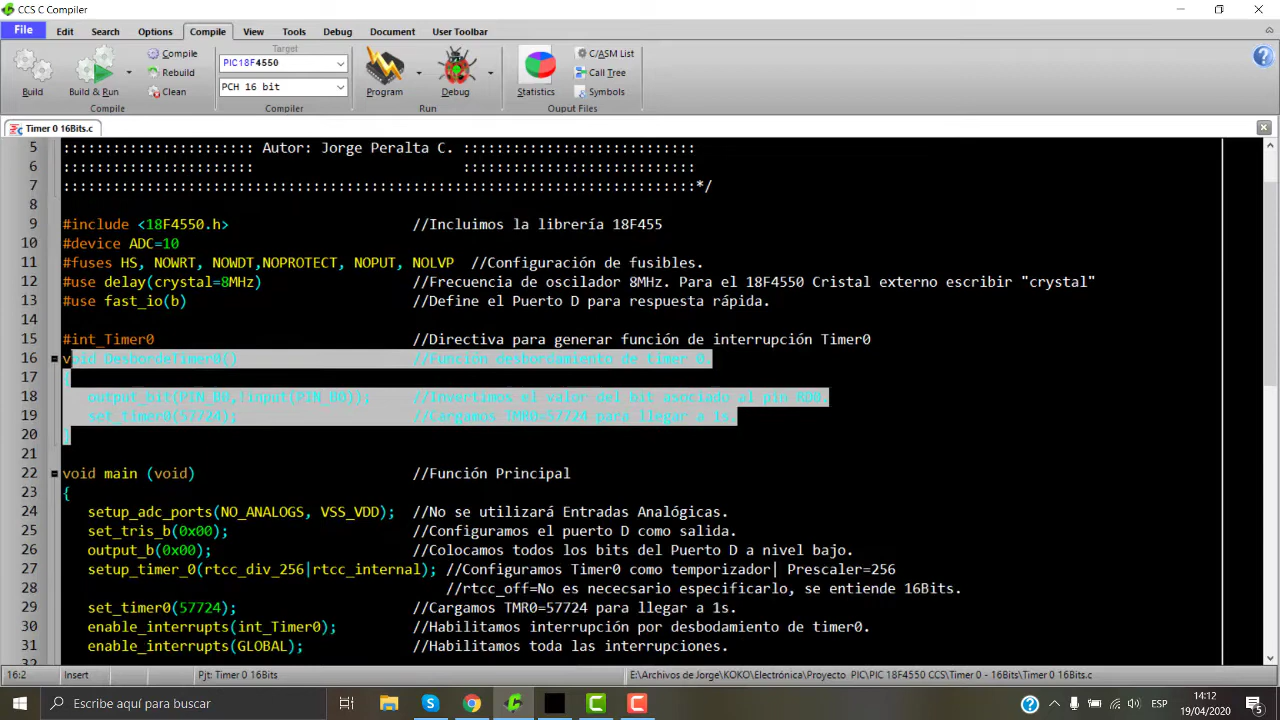 CCS C Compiler
File Edit Search Options Compile View Tools Debug Document User Toolbar
Build
Build & Run
Compile
Rebuild
Clean
Compile
Target
PIC18F4550
PCH 16 bit
Compiler
Program
Debug
Run
Statistics
C/ASM List
Call Tree
Symbols
Ouput Files
Timer 0 16Bits.c
5 ::::::::::::::::::::::: Autor: Jorge Peralta C. ::::::::::::::::::::::::::::
6 ::::::::::::::::::::::: ::::::::::::::::::::::::::::
7 ::::::::::::::::::::::::::::::::::::::::::::::::::::::::::::::::::::::::::::*/
8
9 #include <18F4550.h> //Incluimos la librería 18F455
10 #device ADC=10
11 #fuses HS, NOWRT, NOWDT,NOPROTECT, NOPUT, NOLVP //Configuración de fusibles.
12 #use delay(crystal=8MHz) //Frecuencia de oscilador 8MHz. Para el 18F4550 Cristal externo escribir "crystal"
13 #use fast_io(b) //Define el Puerto D para respuesta rápida.
14
15 #int_Timer0 //Directiva para generar función de interrupción Timer0
16 void DesbordeTimer0() //Función desbordamiento de timer 0.
17 {
18 output_bit(PIN_B0,!input(PIN_B0)); //Invertimos el valor del bit asociado al pin RD0.
19 set_timer0(57724); //Cargamos TMR0=57724 para llegar a 1s.
20 }
21
22 void main (void) //Función Principal
23 {
24 setup_adc_ports(NO_ANALOGS, VSS_VDD); //No se utilizará Entradas Analógicas.
25 set_tris_b(0x00); //Configuramos el puerto D como salida.
26 output_b(0x00); //Colocamos todos los bits del Puerto D a nivel bajo.
27 setup_timer_0(rtcc_div_256|rtcc_internal); //Configuramos Timer0 como temporizador| Prescaler=256
28 //rtcc_off=No es nececsario especificarlo, se entiende 16Bits.
29 set_timer0(57724); //Cargamos TMR0=57724 para llegar a 1s.
30 enable_interrupts(int_Timer0); //Habilitamos interrupción por desbodamiento de timer0.
31 enable_interrupts(GLOBAL); //Habilitamos toda las interrupciones.
32
16:2 Insert Pjt: Timer 0 16Bits E:\Archivos de Jorge\KOKO\Electrónica\Proyecto PIC\PIC 18F4550 CCS\Timer 0 - 16Bits\Timer 0 16Bits.c
Escribe aquí para buscar
ESP
14:12
19/04/2020
5